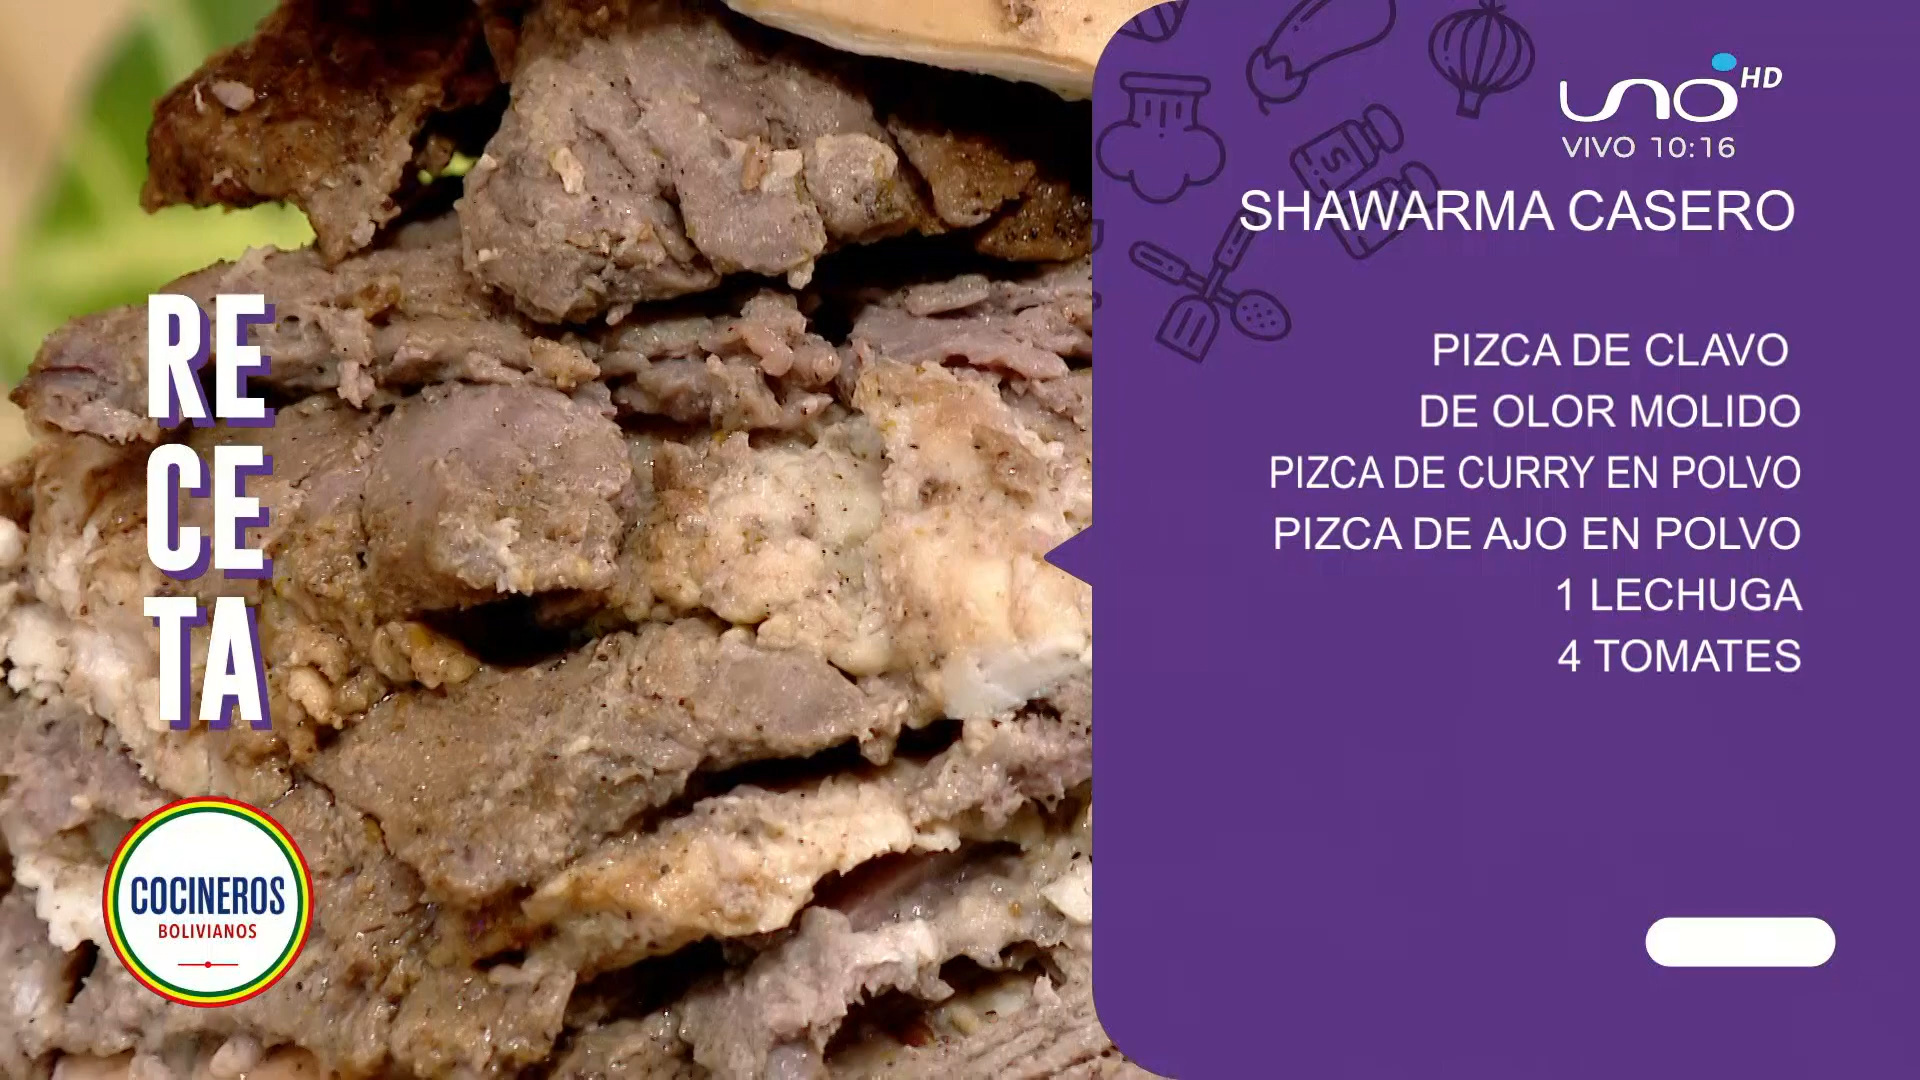 RE
CE
TA
COCINEROS
BOLIVIANOS
uno HD
VIVO 10:16
SHAWARMA CASERO
PIZCA DE CLAVO
DE OLOR MOLIDO
PIZCA DE CURRY EN POLVO
PIZCA DE AJO EN POLVO
1 LECHUGA
4 TOMATES